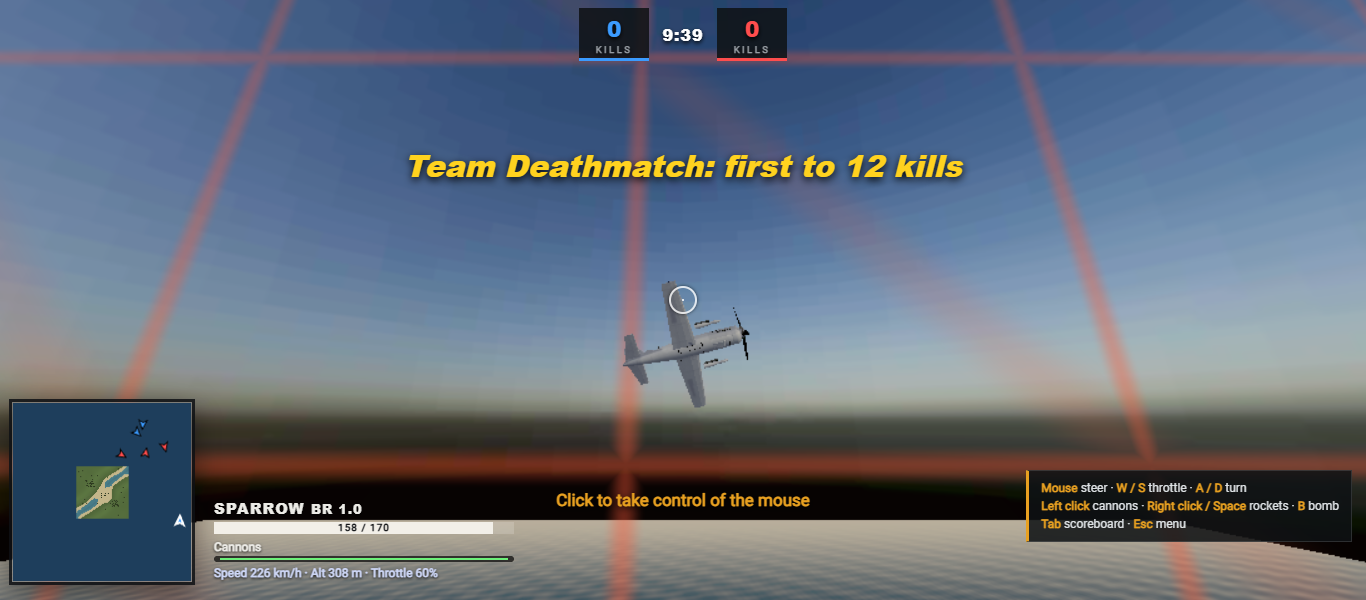 0
KILLS
9:39
0
KILLS
Team Deathmatch: first to 12 kills
Click to take control of the mouse
SPARROW BR 1.0
158 / 170
Cannons
Speed 226 km/h · Alt 308 m · Throttle 60%
Mouse steer · W / S throttle · A / D turn
Left click cannons · Right click / Space rockets · B bomb
Tab scoreboard · Esc menu